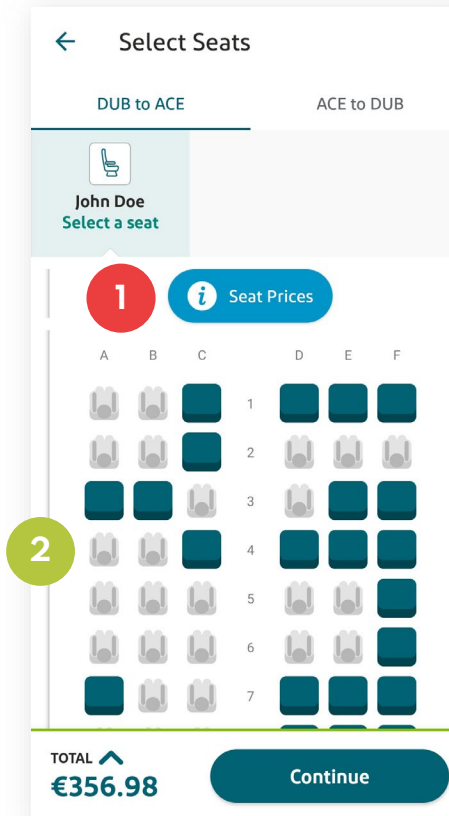 Select Seats
DUB to ACE ACE to DUB
John Doe
Select a seat
1 i Seat Prices
A B C D E F
1
2
3
2 4
5
6
7
TOTAL
€356.98 Continue